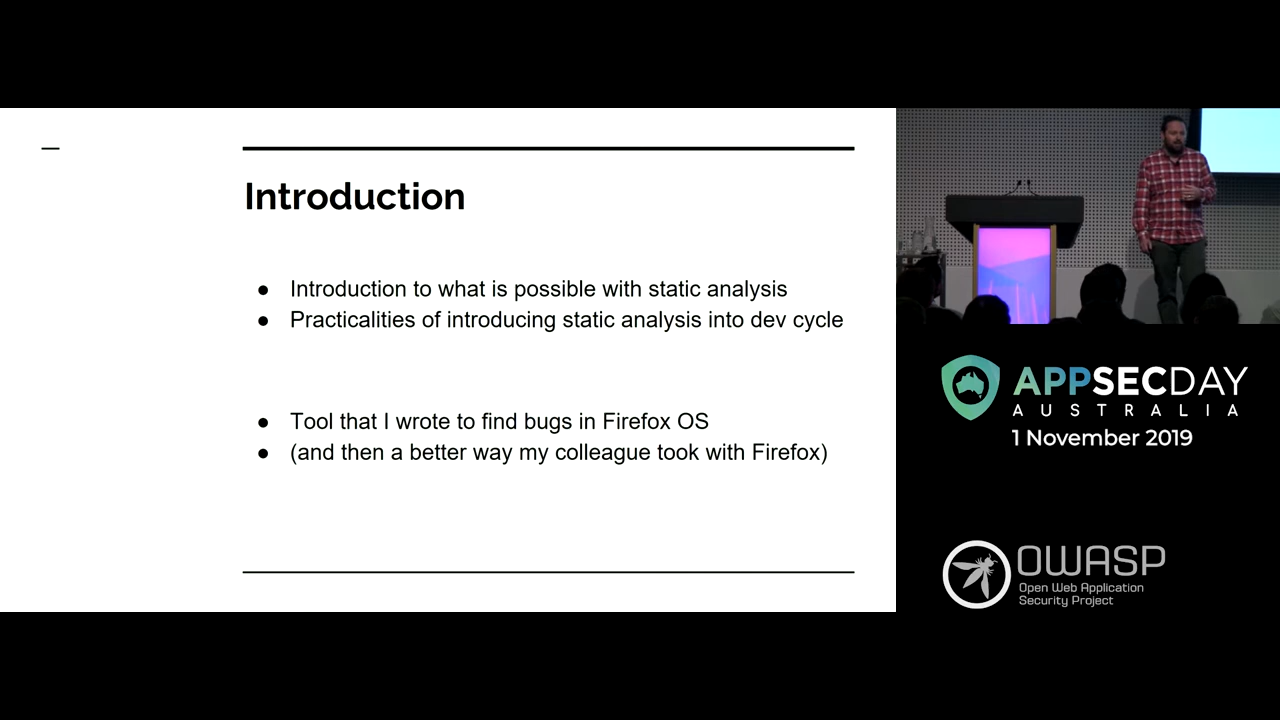 Introduction
● Introduction to what is possible with static analysis
● Practicalities of introducing static analysis into dev cycle
● Tool that I wrote to find bugs in Firefox OS
● (and then a better way my colleague took with Firefox)
APPSECDAY
AUSTRALIA
1 November 2019
OWASP
Open Web Application
Security Project